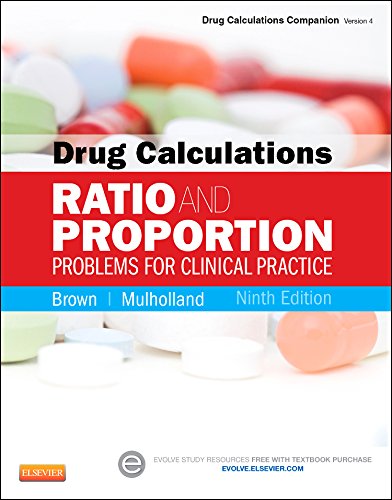 Drug Calculations Companion Version 4
Drug Calculations
RATIO AND
PROPORTION
PROBLEMS FOR CLINICAL PRACTICE
Brown | Mulholland Ninth Edition
ELSEVIER
e
EVOLVE STUDY RESOURCES FREE WITH TEXTBOOK PURCHASE
EVOLVE.ELSEVIER.COM